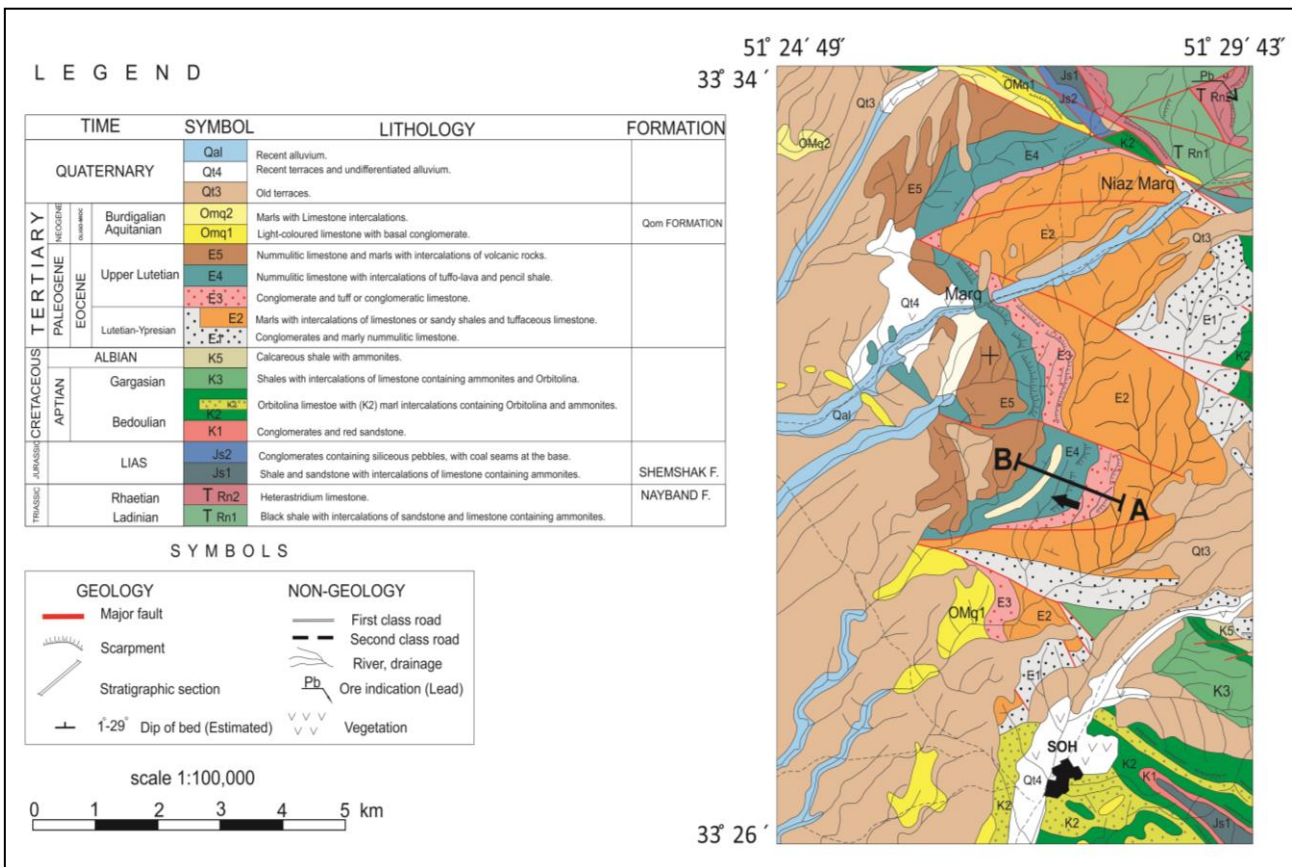 L E G E N D
TIME SYMBOL LITHOLOGY FORMATION
QUATERNARY
Qal Recent alluvium.
Qt4 Recent terraces and undifferentiated alluvium.
Qt3 Old terraces.
TERTIARY
NEOGENE
Burdigalian Omq2 Marls with Limestone intercalations.
Aquitanian Omq1 Light-coloured limestone with basal conglomerate.
Qom FORMATION
PALEOGENE
EOCENE
E5 Nummulitic limestone and marls with intercalations of volcanic rocks.
Upper Lutetian E4 Nummulitic limestone with intercalations of tuffo-lava and pencil shale.
E3 Conglomerate and tuff or conglomeratic limestone.
E2 Marls with intercalations of limestones or sandy shales and tuffaceous limestone.
Lutetian-Ypresian E1 Conglomerates and marly nummulitic limestone.
CRETACEOUS
ALBIAN K5 Calcareous shale with ammonites.
APTIAN
Gargasian K3 Shales with intercalations of limestone containing ammonites and Orbitolina.
K2 Orbitolina limestoe with (K2) marl intercalations containing Orbitolina and ammonites.
K2
Bedoulian K1 Conglomerates and red sandstone.
JURASSIC
LIAS
Js2 Conglomerates containing siliceous pebbles, with coal seams at the base.
Js1 Shale and sandstone with intercalations of limestone containing ammonites. SHEMSHAK F.
TRIASSIC
Rhaetian T Rn2 Heterastridium limestone. NAYBAND F.
Ladinian T Rn1 Black shale with intercalations of sandstone and limestone containing ammonites.
S Y M B O L S
GEOLOGY
Major fault
Scarpment
Stratigraphic section
1°-29° Dip of bed (Estimated)
NON-GEOLOGY
First class road
Second class road
River, drainage
Pb Ore indication (Lead)
Vegetation
scale 1:100,000
0 1 2 3 4 5 km
51° 24´ 49˝ 51° 29´ 43˝
33° 34´
33° 26´
Qt3
OMq1
Js1
Js2
Pb
T Rn2
OMq2
E4
K2
T Rn1
E5
Niaz Marq
E2
Qt3
Qt4
Marq
E1
K2
E3
E5
E2
Qal
B
E4
A
Qt3
OMq1
E3
E2
K5
E1
K3
SOH
Qt4
K2
K2
K1
K2
Js1